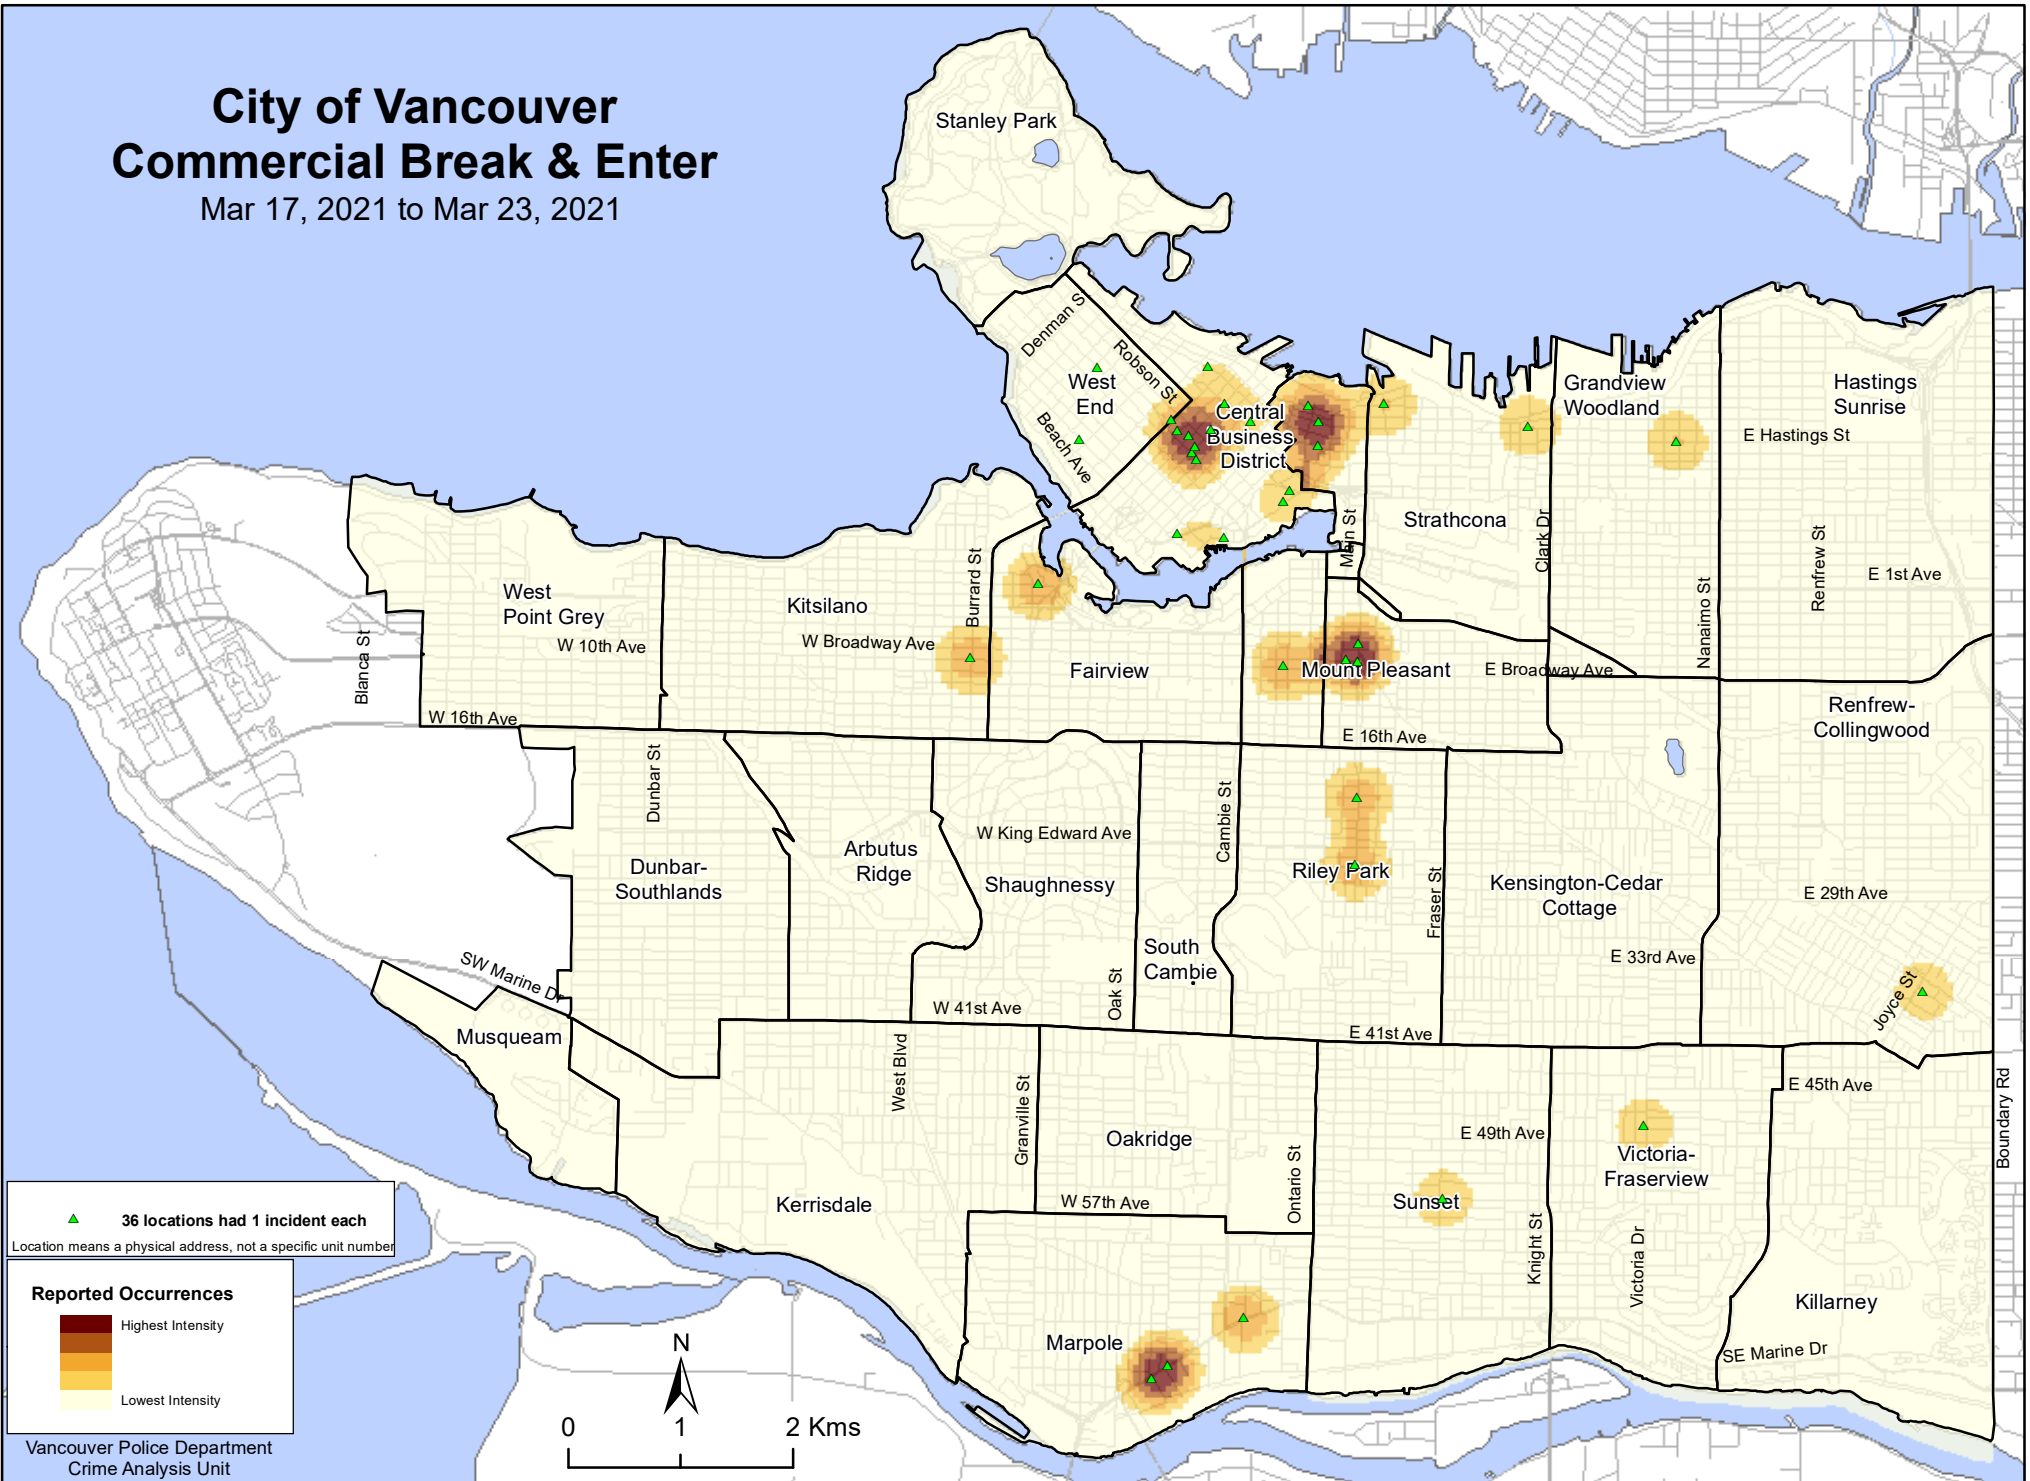 City of Vancouver
Commercial Break & Enter
Mar 17, 2021 to Mar 23, 2021
Stanley Park
Denman S
Robson St
West
End
Beach Ave
Central
Business
District
Grandview
Woodland
Hastings
Sunrise
E Hastings St
Strathcona
Main St
Clark Dr
Nanaimo St
Renfrew St
E 1st Ave
West
Point Grey
W 10th Ave
Blanca St
W 16th Ave
Kitsilano
W Broadway Ave
Burrard St
Fairview
Mount Pleasant
E Broadway Ave
E 16th Ave
Renfrew-
Collingwood
Dunbar St
Dunbar-
Southlands
Arbutus
Ridge
W King Edward Ave
Shaughnessy
Cambie St
Riley Park
Fraser St
Kensington-Cedar
Cottage
E 29th Ave
E 33rd Ave
South
Cambie
Oak St
W 41st Ave
E 41st Ave
Joyce St
SW Marine Dr
Musqueam
West Blvd
Granville St
Oakridge
Ontario St
W 57th Ave
Kerrisdale
E 49th Ave
Sunset
Knight St
Victoria-
Fraserview
Victoria Dr
E 45th Ave
Boundary Rd
Killarney
SE Marine Dr
Marpole
36 locations had 1 incident each
Location means a physical address, not a specific unit number
Reported Occurrences
Highest Intensity
Lowest Intensity
Vancouver Police Department
Crime Analysis Unit
N
0 1 2 Kms